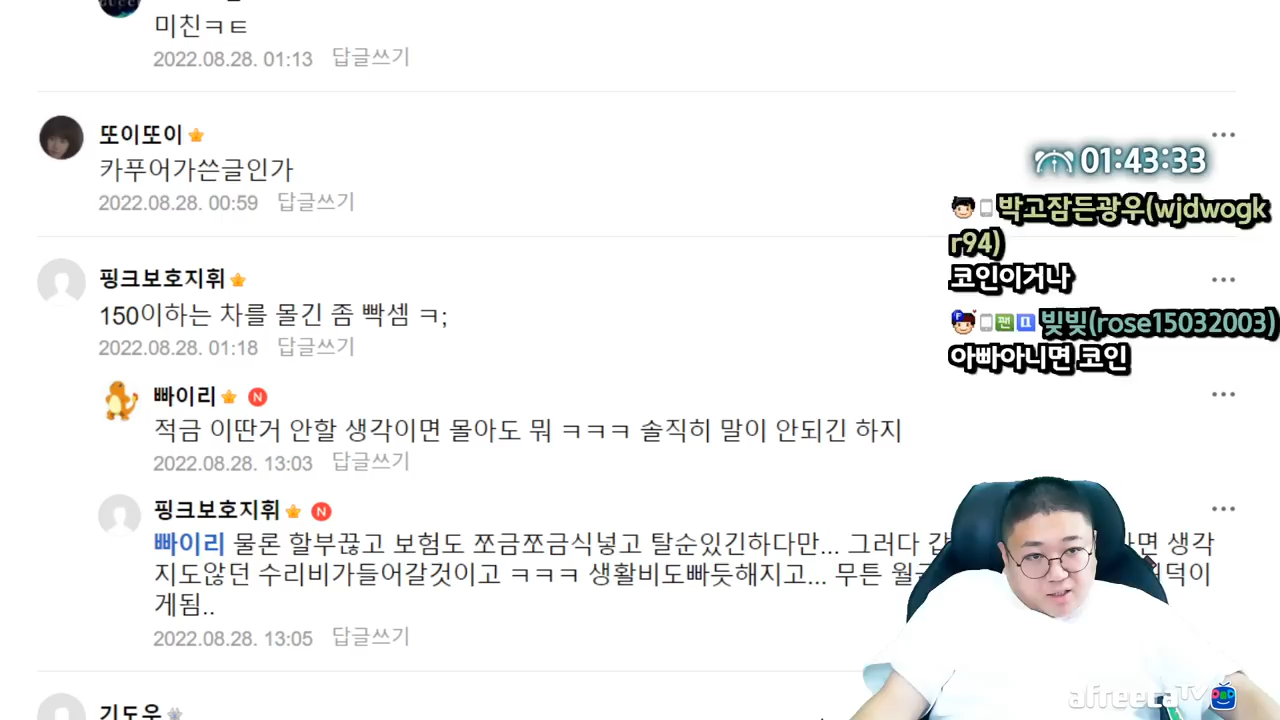 미친ㅋㅌ
2022.08.28. 01:13 답글쓰기
또이또이
카푸어가쓴글인가
2022.08.28. 00:59 답글쓰기
핑크보호지휘
150이하는 차를 몰긴 좀 빡셈 ㅋ;
2022.08.28. 01:18 답글쓰기
빠이리 N
적금 이딴거 안할 생각이면 몰아도 뭐 ㅋㅋㅋ 솔직히 말이 안되긴 하지
2022.08.28. 13:03 답글쓰기
핑크보호지휘 N
빠이리 물론 할부끊고 보험도 쪼금쪼금식넣고 탈순있긴하다만... 그러다 갑 면 생각
지도않던 수리비가들어갈것이고 ㅋㅋㅋ 생활비도빠듯해지고... 무튼 월 덕이
게됨..
2022.08.28. 13:05 답글쓰기
기도우
01:43:33
박고잠든광우(wjdwogk
r94)
코인이거나
팬 빚빚(rose15032003)
아빠아니면 코인
afreecaTV